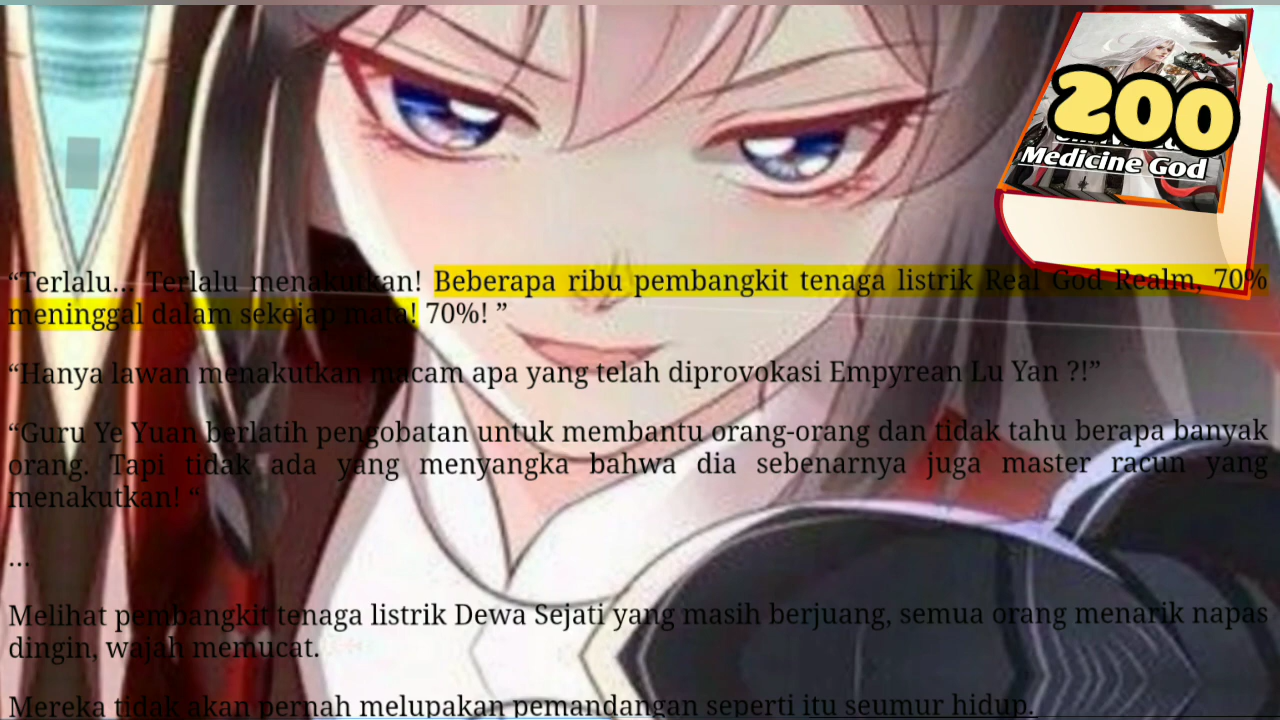 200
Medicine God
“Terlalu… Terlalu menakutkan! Beberapa ribu pembangkit tenaga listrik Real God Realm, 70%
meninggal dalam sekejap mata! 70%! ”
“Hanya lawan menakutkan macam apa yang telah diprovokasi Empyrean Lu Yan ?!”
“Guru Ye Yuan berlatih pengobatan untuk membantu orang-orang dan tidak tahu berapa banyak
orang. Tapi tidak ada yang menyangka bahwa dia sebenarnya juga master racun yang
menakutkan! “
…
Melihat pembangkit tenaga listrik Dewa Sejati yang masih berjuang, semua orang menarik napas
dingin, wajah memucat.
Mereka tidak akan pernah melupakan pemandangan seperti itu seumur hidup.